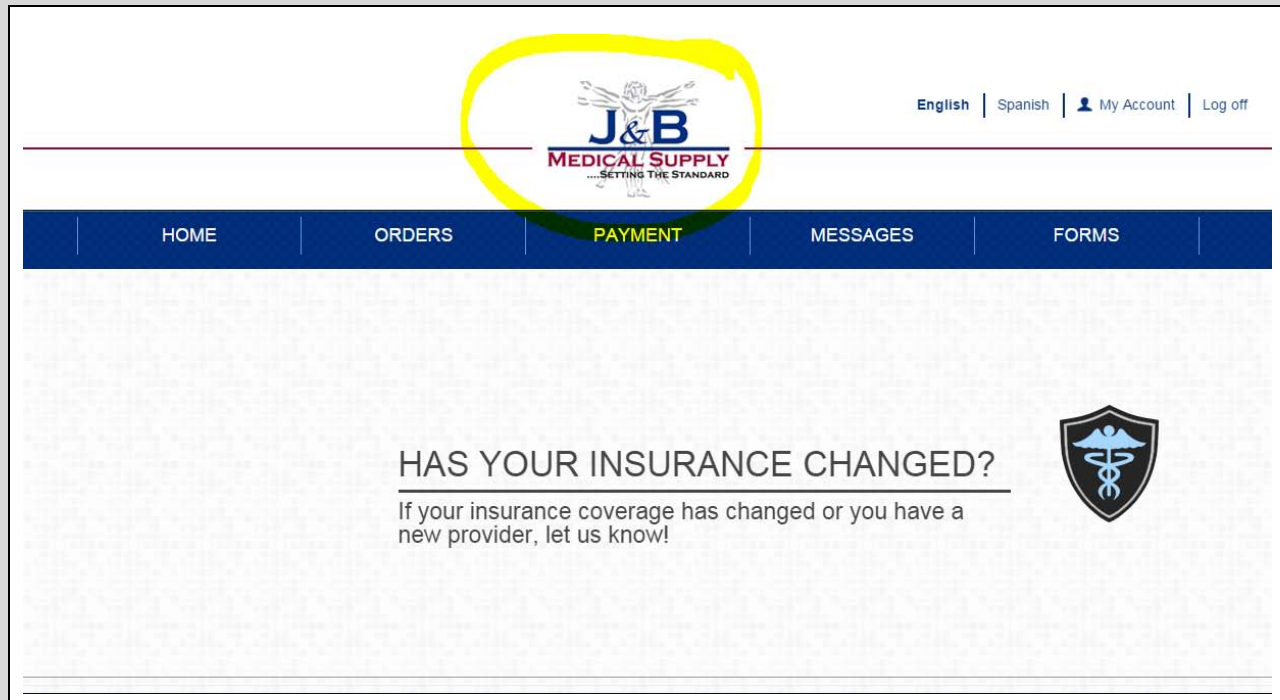 J&B
MEDICAL SUPPLY
....SETTING THE STANDARD
English Spanish My Account Log off
HOME ORDERS PAYMENT MESSAGES FORMS
HAS YOUR INSURANCE CHANGED?
If your insurance coverage has changed or you have a
new provider, let us know!